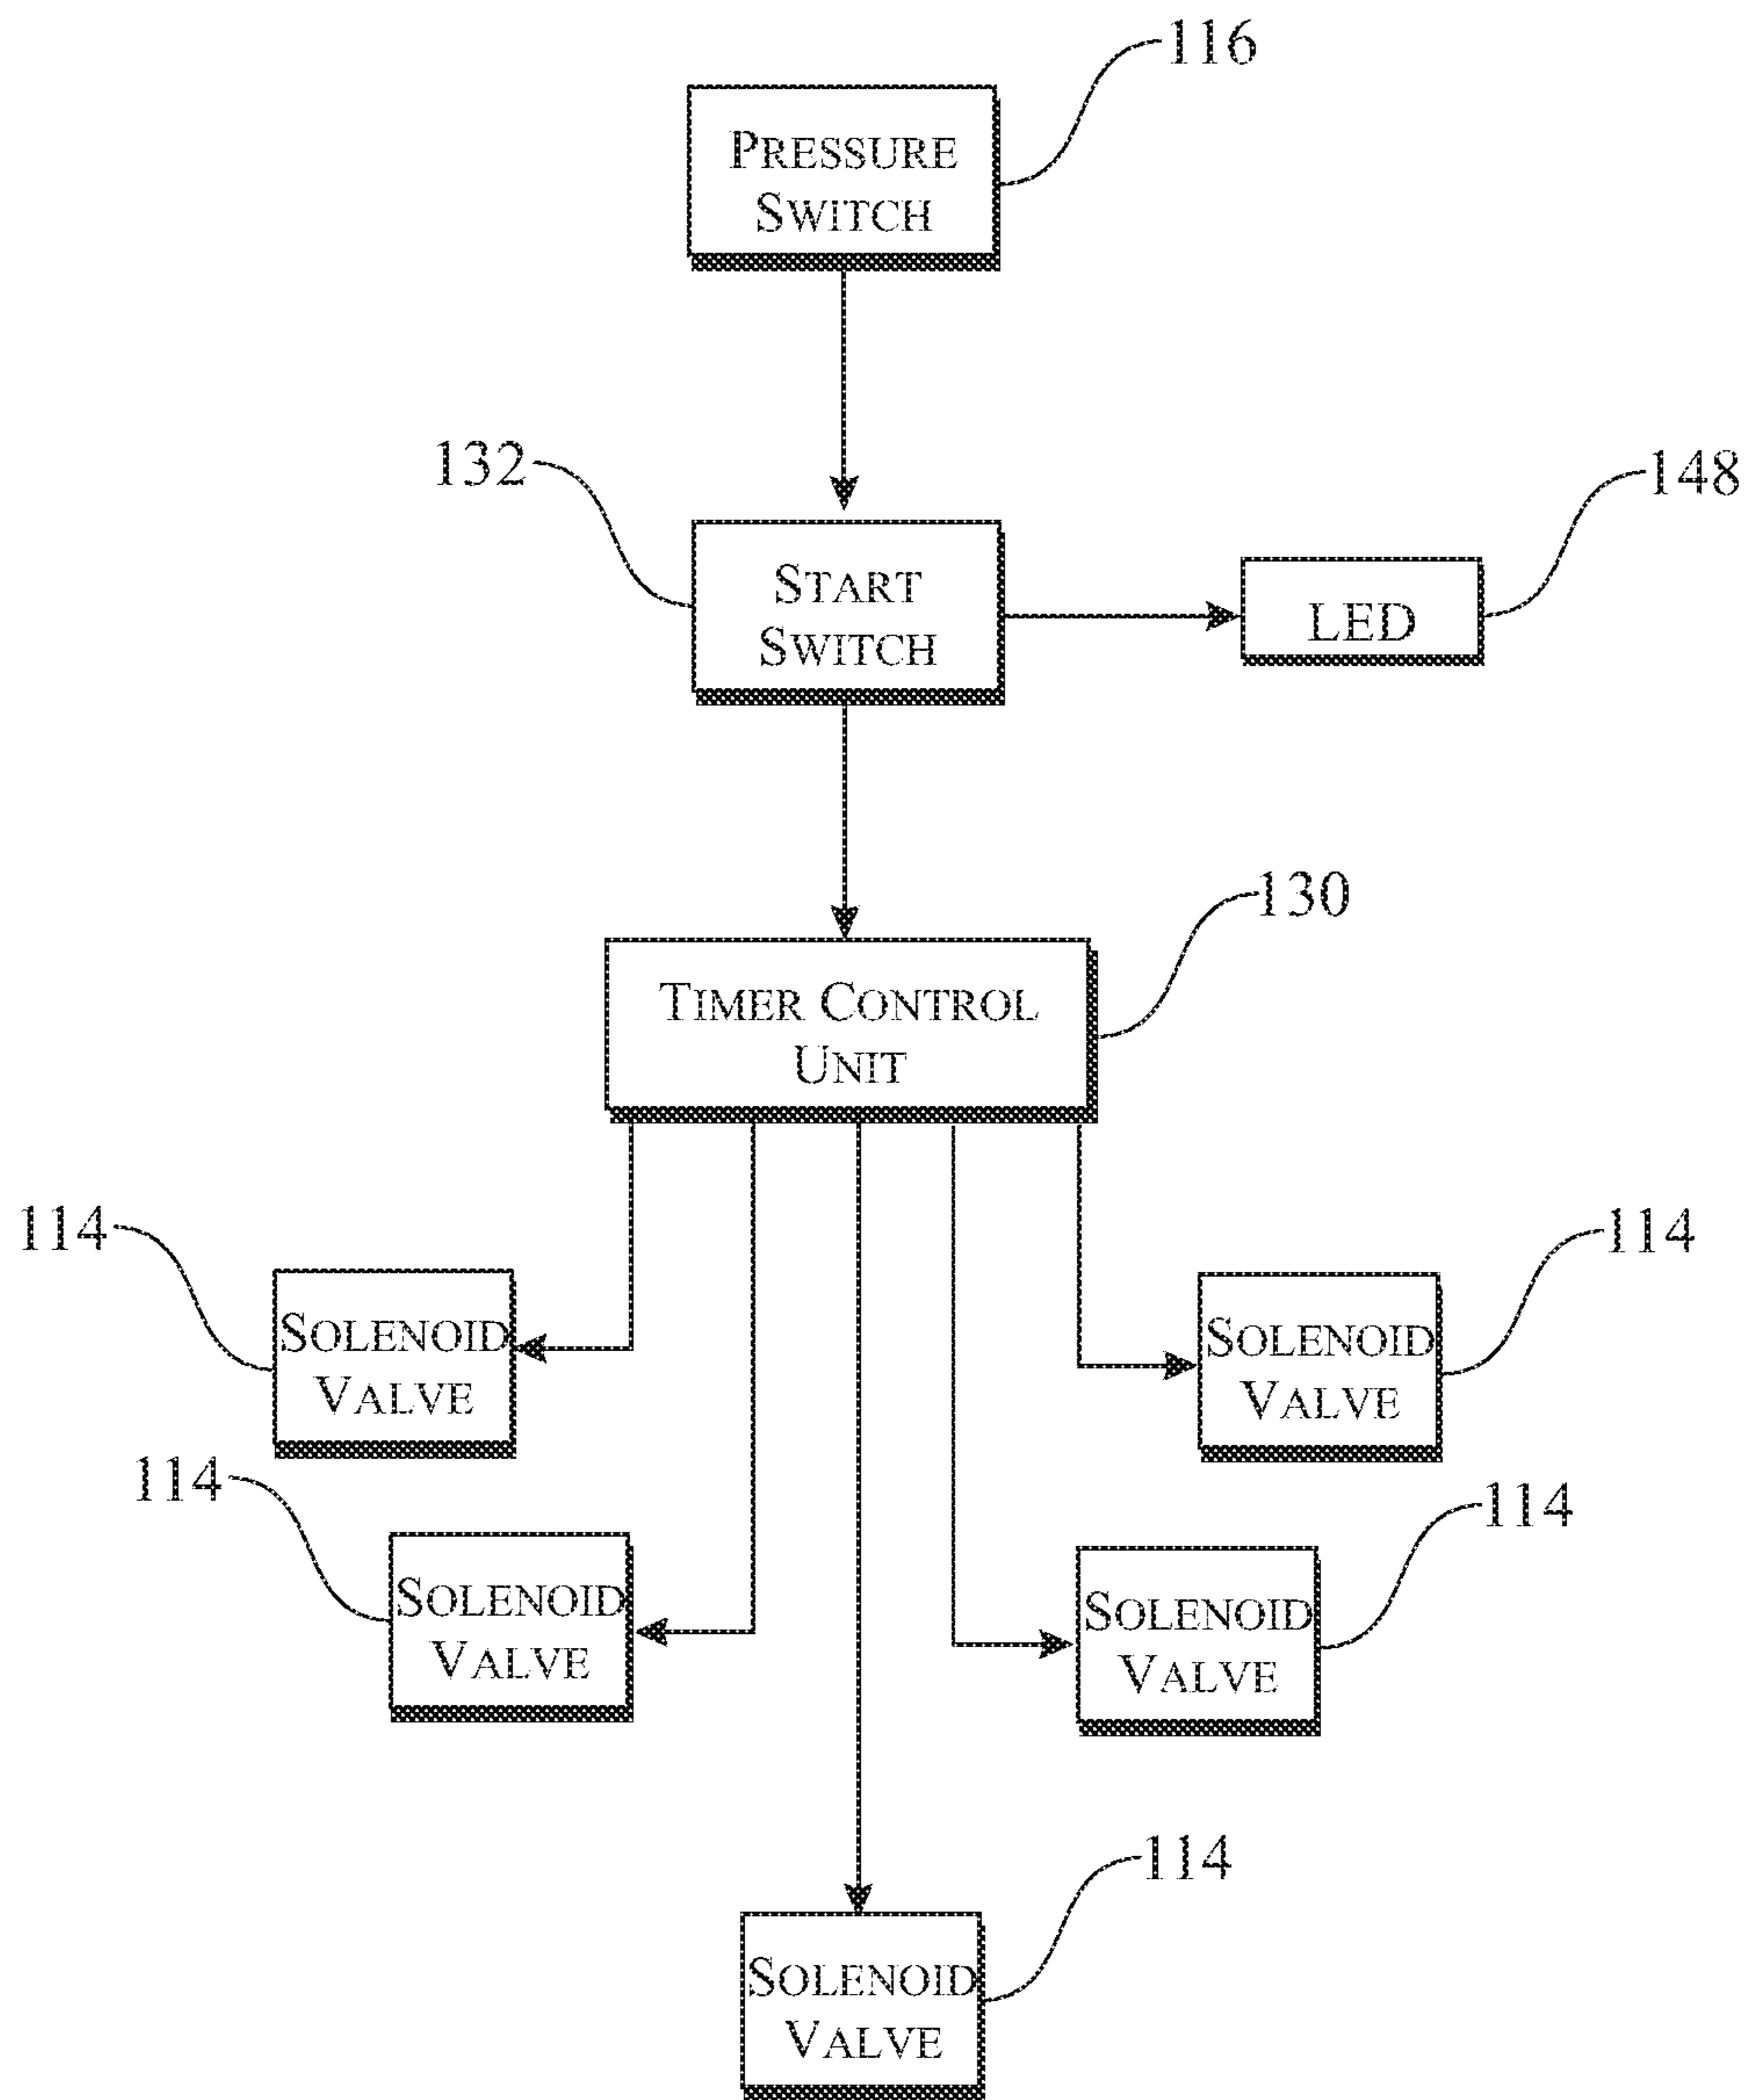 116
PRESSURE
SWITCH
132
148
START
SWITCH
LED
130
TIMER CONTROL
UNIT
114
114
SOLENOID
VALVE
SOLENOID
VALVE
114
114
SOLENOID
VALVE
SOLENOID
VALVE
114
SOLENOID
VALVE